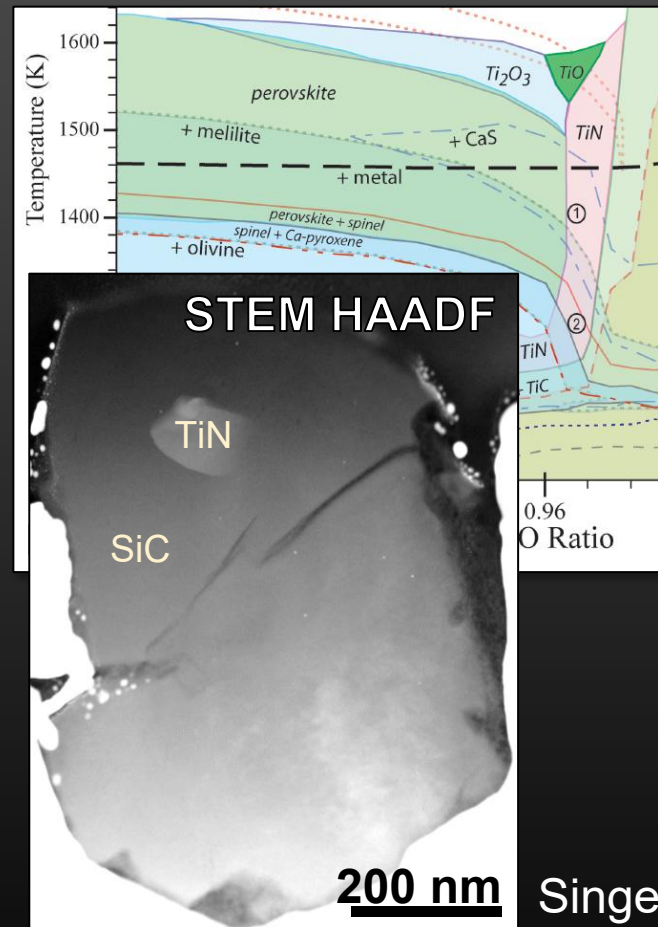 Temperature (K)
1600
1500
1400
Ti₂O₃
TiO
perovskite
TiN
+ melilite
+ CaS
+ metal
①
perovskite + spinel
spinel + Ca-pyroxene
+ olivine
②
TiN
TiC
0.96
O Ratio
STEM HAADF
TiN
SiC
200 nm
Singe